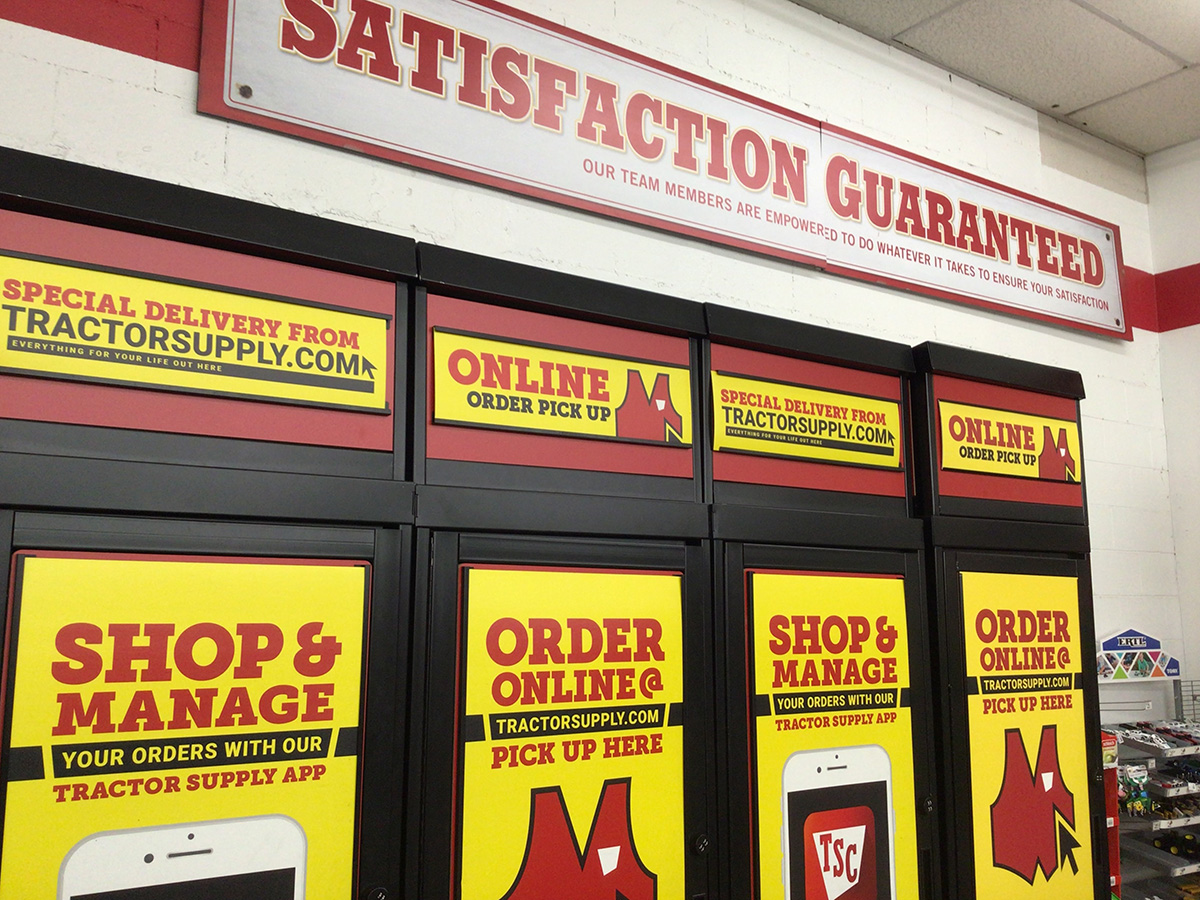 SATISFACTION GUARANTEED
OUR TEAM MEMBERS ARE EMPOWERED TO DO WHATEVER IT TAKES TO ENSURE YOUR SATISFACTION
SPECIAL DELIVERY FROM
TRACTORSUPPLY.COM
EVERYTHING FOR YOUR LIFE OUT HERE
ONLINE
ORDER PICK UP
SPECIAL DELIVERY FROM
TRACTORSUPPLY.COM
EVERYTHING FOR YOUR LIFE OUT HERE
ONLINE
ORDER PICK UP
SHOP &
MANAGE
YOUR ORDERS WITH OUR
TRACTOR SUPPLY APP
ORDER
ONLINE@
TRACTORSUPPLY.COM
PICK UP HERE
SHOP &
MANAGE
YOUR ORDERS WITH OUR
TRACTOR SUPPLY APP
TSC
ORDER
ONLINE@
TRACTORSUPPLY.COM
PICK UP HERE
ERTL